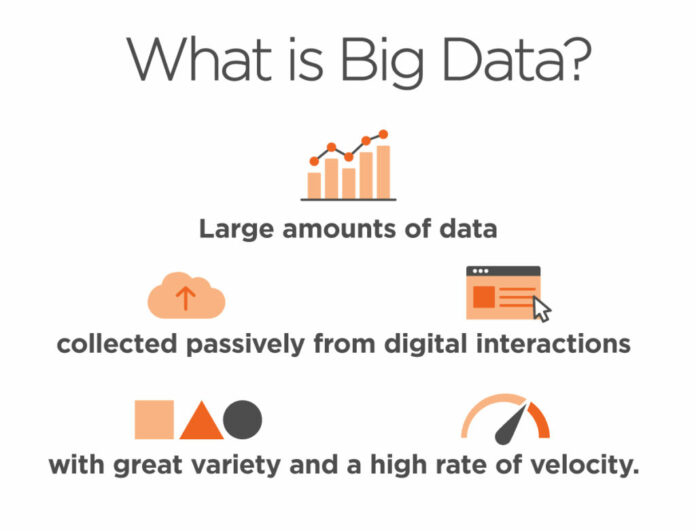 What is Big Data?
Large amounts of data
collected passively from digital interactions
with great variety and a high rate of velocity.